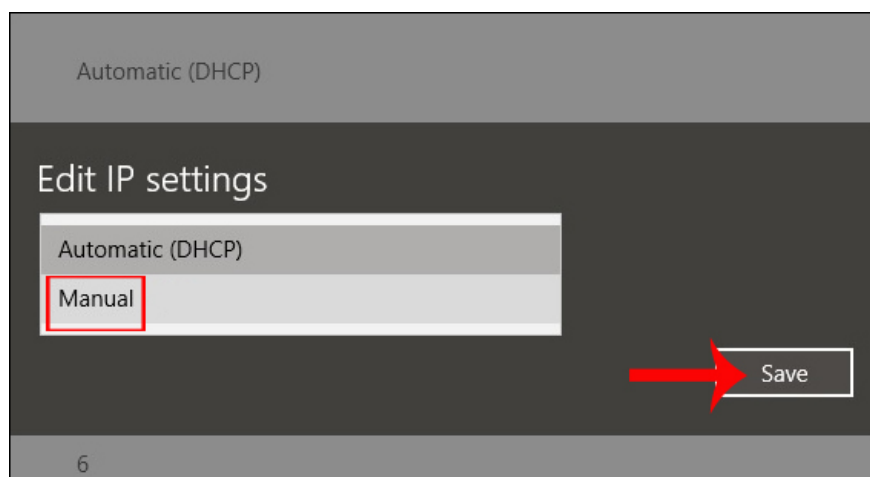 Automatic (DHCP)
Edit IP settings
Automatic (DHCP)
Manual
Save
6